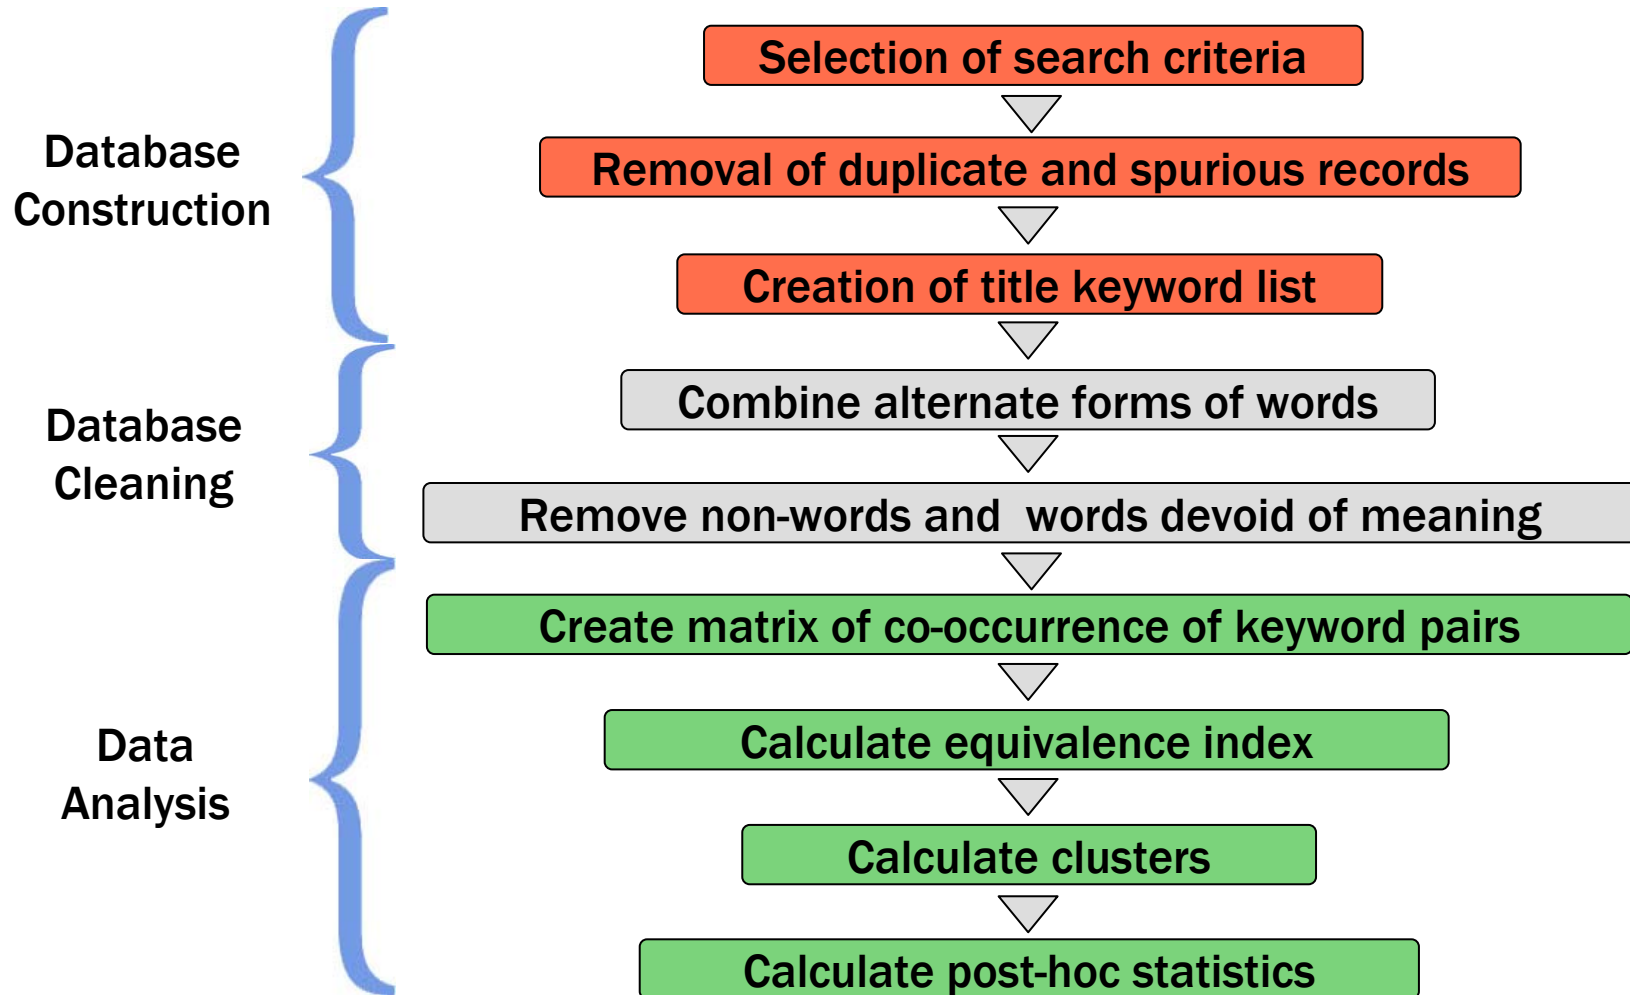 Database
Construction
Selection of search criteria
Removal of duplicate and spurious records
Creation of title keyword list
Database
Cleaning
Combine alternate forms of words
Remove non-words and  words devoid of meaning
Data
Analysis
Create matrix of co-occurrence of keyword pairs
Calculate equivalence index
Calculate clusters
Calculate post-hoc statistics